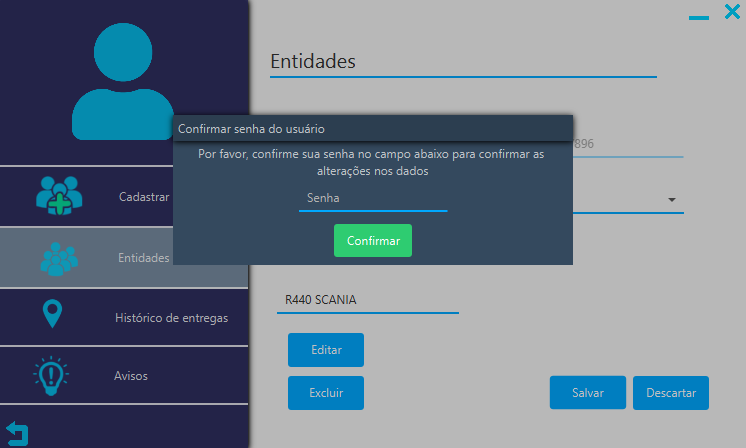 Entidades
Confirmar senha do usuário
Por favor, confirme sua senha no campo abaixo para confirmar as
alterações nos dados
896
Senha
Cadastrar
Confirmar
Entidades
R440 SCANIA
Histórico de entregas
Editar
Avisos
Excluir
Salvar
Descartar